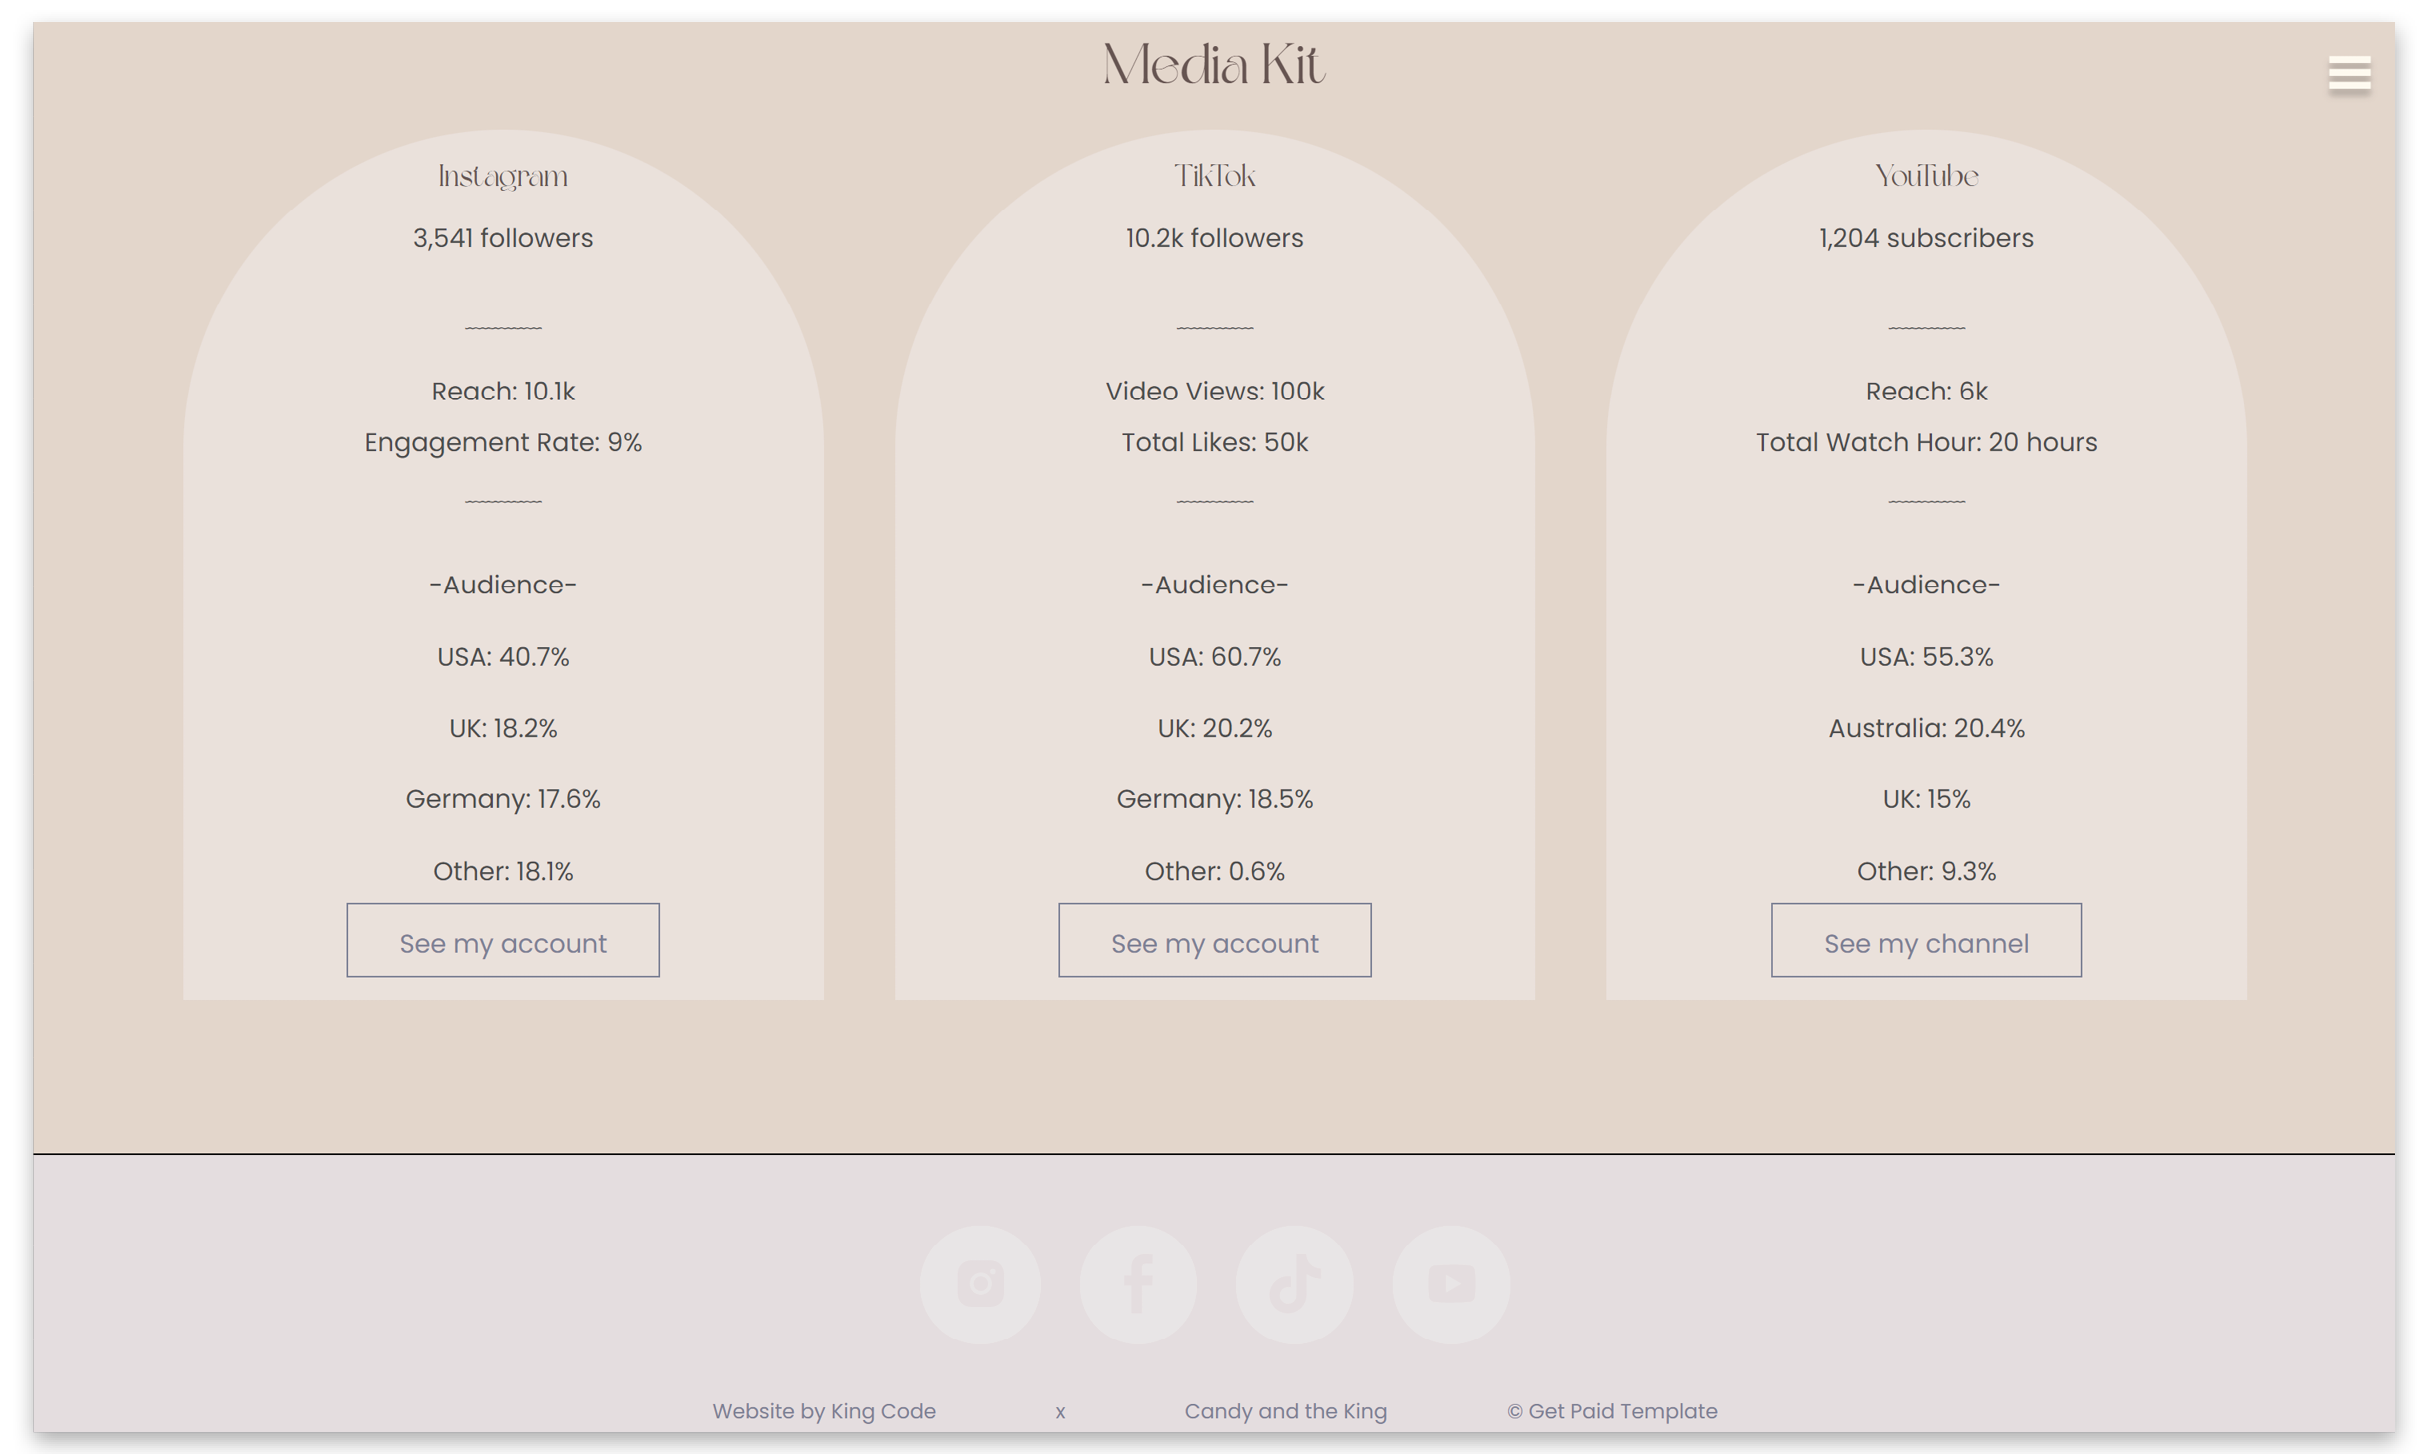 Media Kit
Instagram
3,541 followers
Reach: 10.1k
Engagement Rate: 9%
-Audience-
USA: 40.7%
UK: 18.2%
Germany: 17.6%
Other: 18.1%
See my account
TikTok
10.2k followers
Video Views: 100k
Total Likes: 50k
-Audience-
USA: 60.7%
UK: 20.2%
Germany: 18.5%
Other: 0.6%
See my account
YouTube
1,204 subscribers
Reach: 6k
Total Watch Hour: 20 hours
-Audience-
USA: 55.3%
Australia: 20.4%
UK: 15%
Other: 9.3%
See my channel
Website by King Code x Candy and the King © Get Paid Template